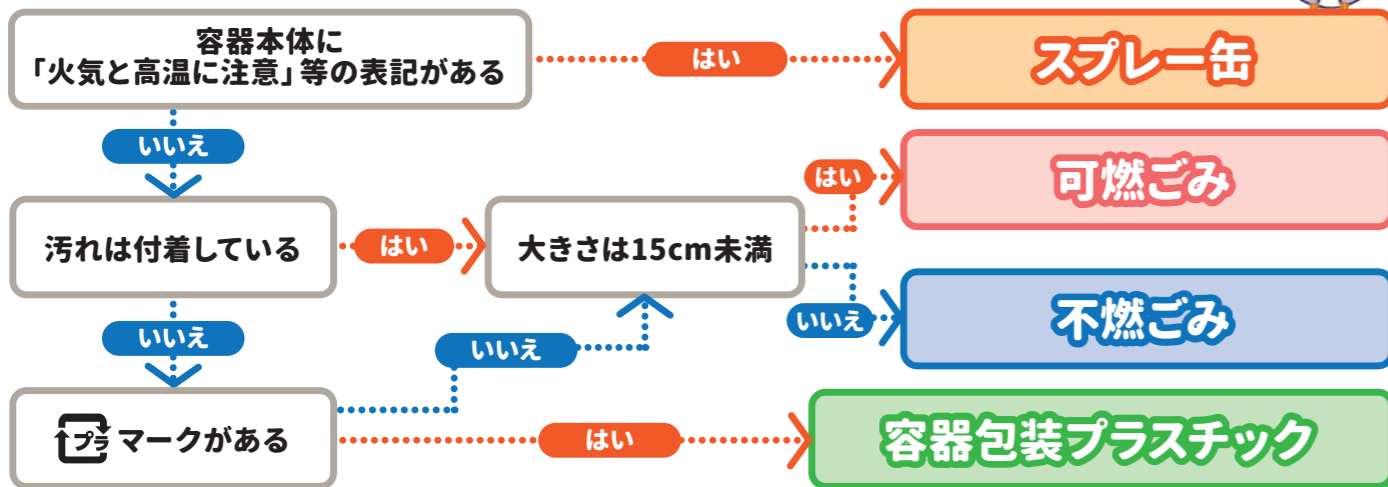 容器本体に
「火気と高温に注意」等の表記がある
はい
スプレー缶
いいえ
汚れは付着している
はい
大きさは15cm未満
はい
可燃ごみ
いいえ
不燃ごみ
いいえ
いいえ
プラ マークがある
はい
容器包装プラスチック